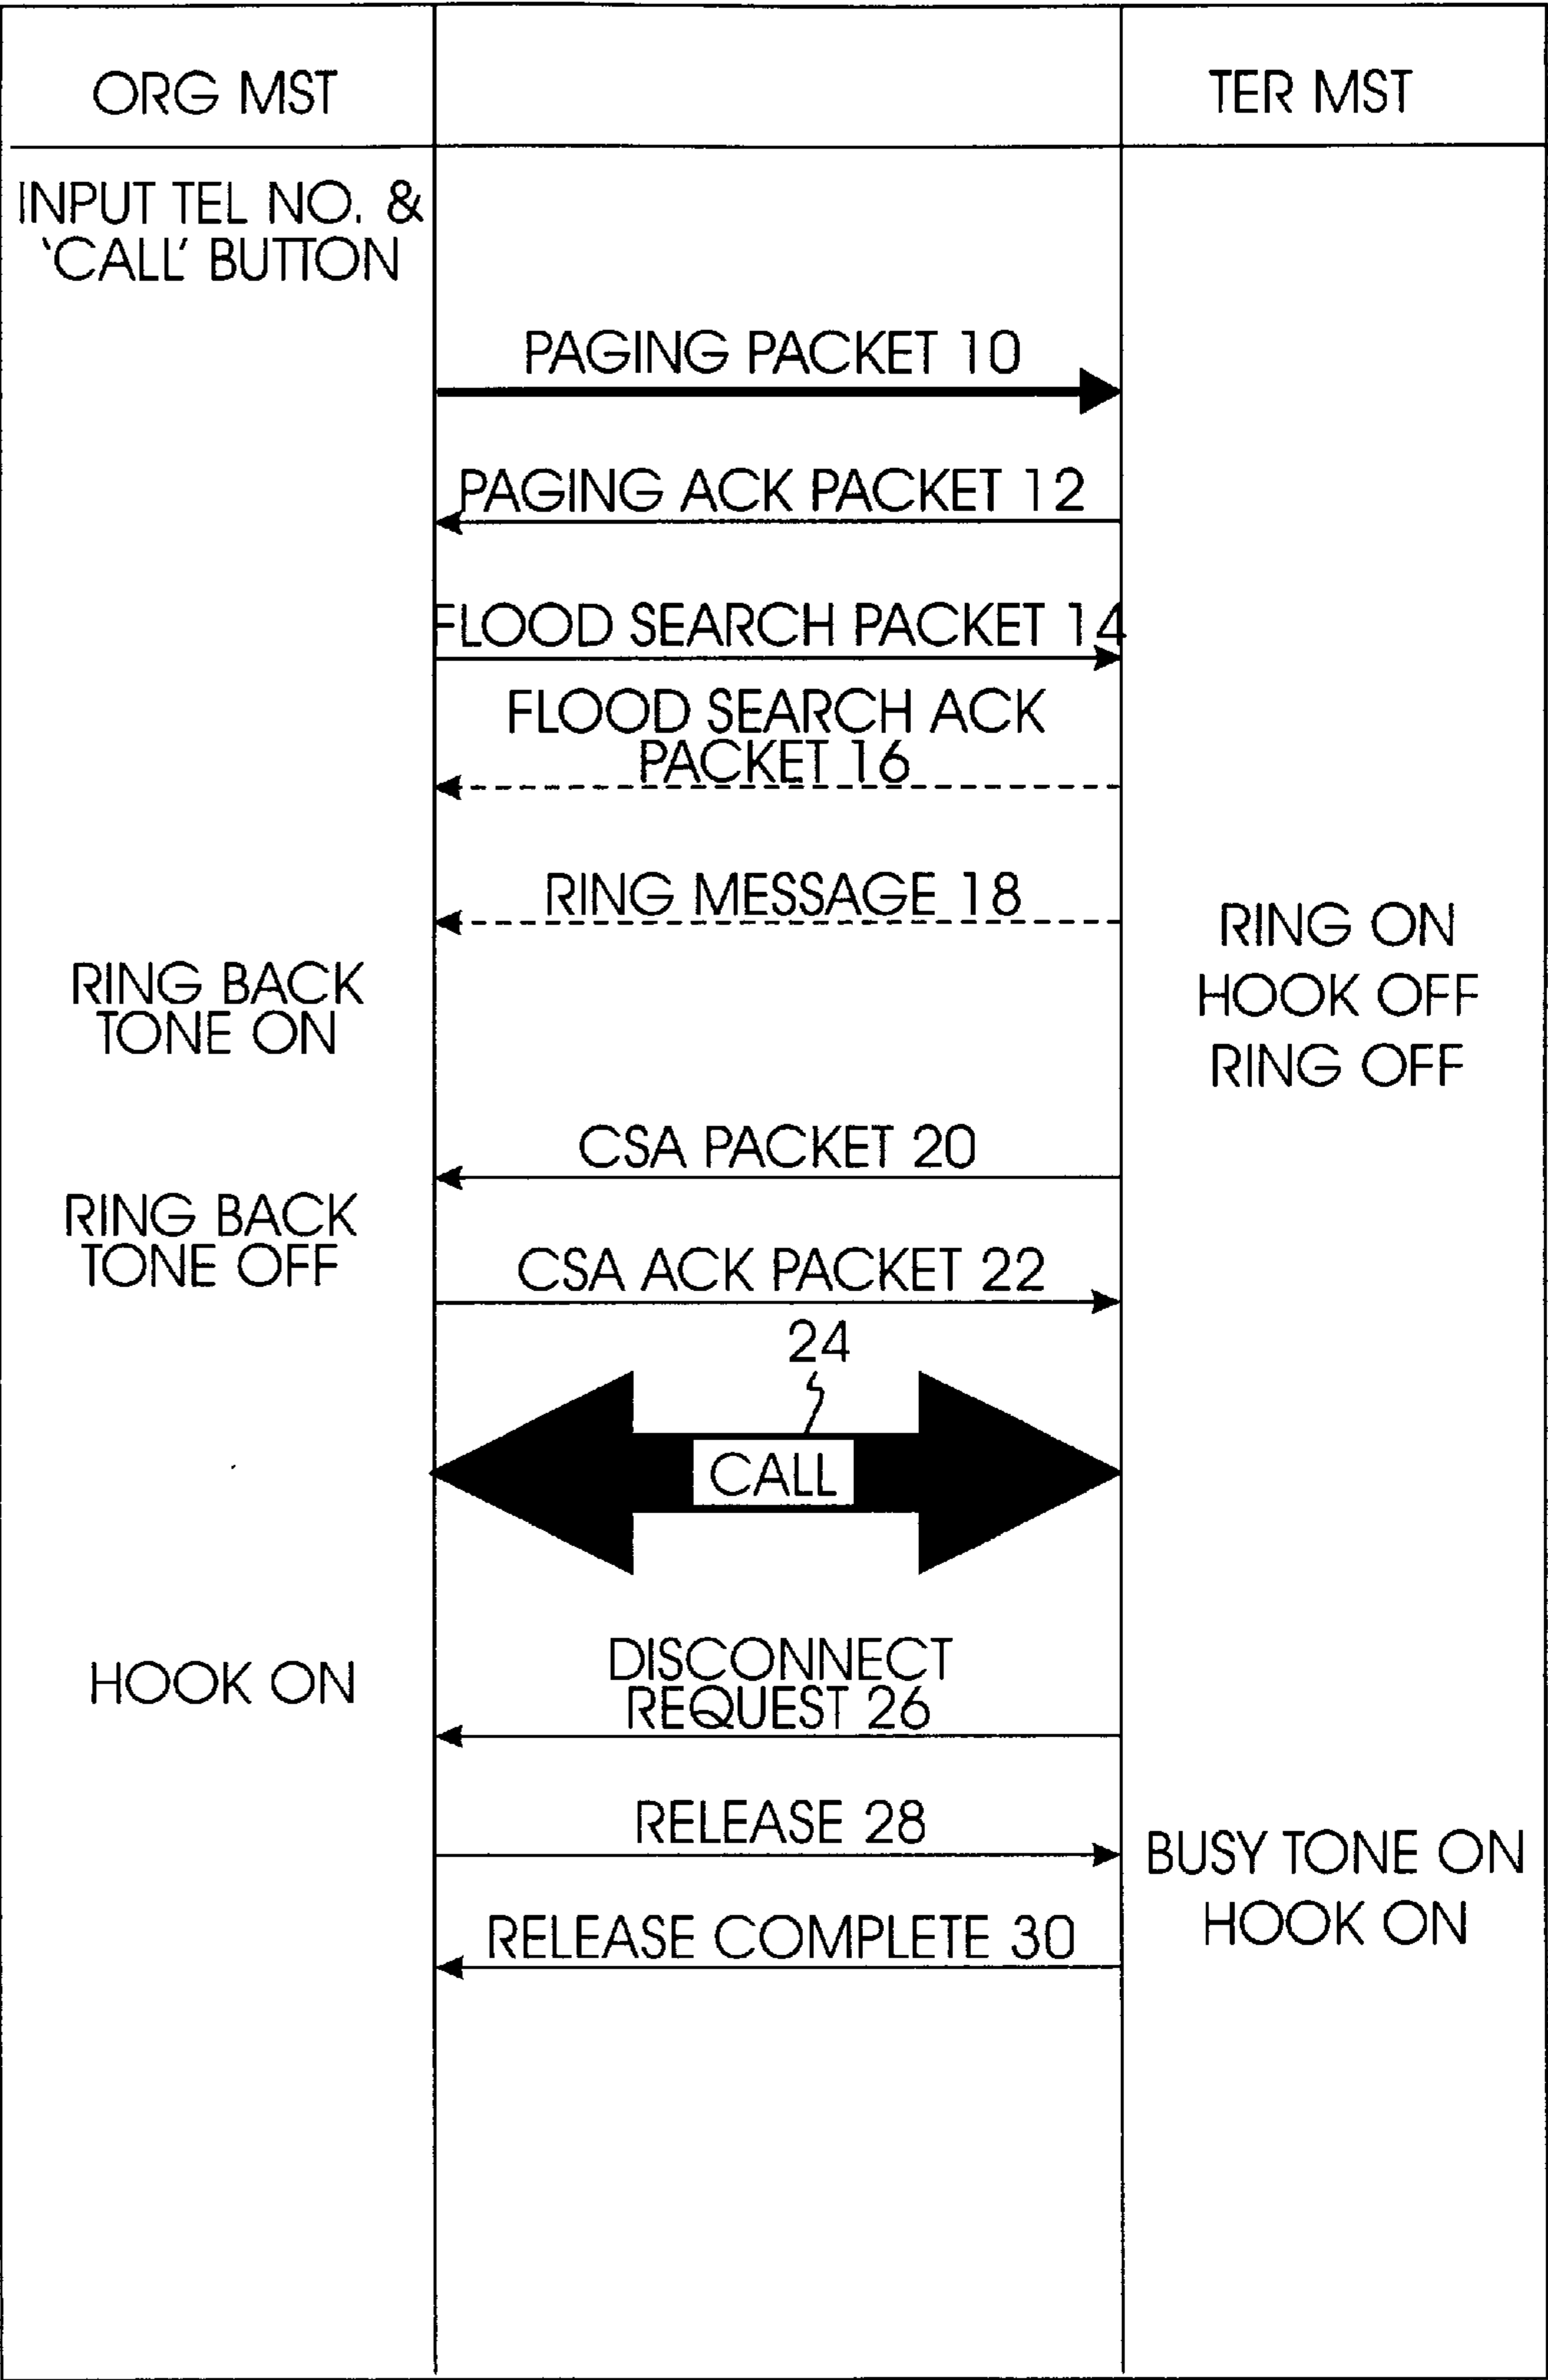 ORG MST
TER MST
INPUT TEL NO. &
'CALL' BUTTON
PAGING PACKET 10
PAGING ACK PACKET 12
FLOOD SEARCH PACKET 14
FLOOD SEARCH ACK
PACKET 16
RING MESSAGE 18
RING ON
RING BACK
TONE ON
HOOK OFF
RING OFF
CSA PACKET 20
RING BACK
TONE OFF
CSA ACK PACKET 22
24
CALL
HOOK ON
DISCONNECT
REQUEST 26
RELEASE 28
BUSY TONE ON
HOOK ON
RELEASE COMPLETE 30